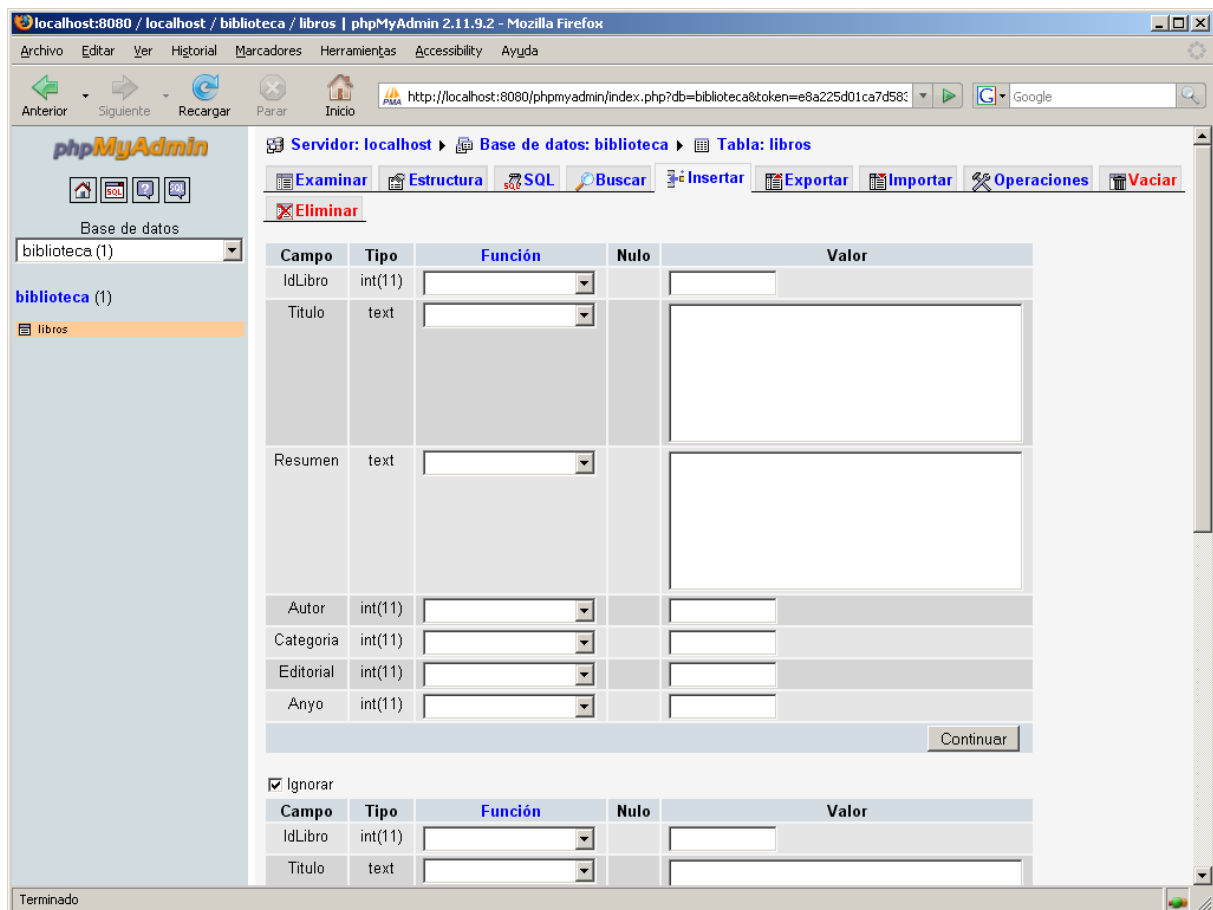 localhost:8080 / localhost / biblioteca / libros | phpMyAdmin 2.11.9.2 - Mozilla Firefox
Archivo Editar Ver Historial Marcadores Herramientas Accessibility Ayuda
Anterior Siguiente Recargar Parar Inicio
PMA http://localhost:8080/phpmyadmin/index.php?db=biblioteca&token=e8a225d01ca7d583 G Google
phpMyAdmin
SQL
Base de datos
biblioteca (1)
biblioteca (1)
libros
Servidor: localhost Base de datos: biblioteca Tabla: libros
Examinar Estructura SQL Buscar Insertar Exportar Importar Operaciones Vaciar
Eliminar
Campo Tipo Función Nulo Valor
IdLibro int(11)
Titulo text
Resumen text
Autor int(11)
Categoria int(11)
Editorial int(11)
Anyo int(11)
Continuar
Ignorar
Campo Tipo Función Nulo Valor
IdLibro int(11)
Titulo text
Terminado